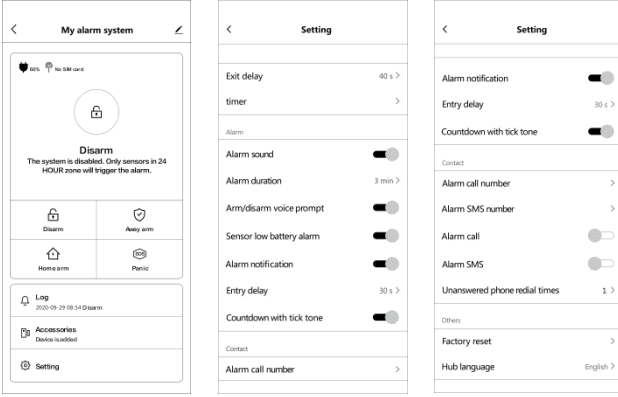 My alarm system
60% No SIM card
Disarm
The system is disabled. Only sensors in 24
HOUR zone will trigger the alarm.
Disarm
Away arm
Home arm
SOS
Panic
Log
2020-09-29 08:54 Disarm
Accessories
Device is added
Setting
Setting
Exit delay 40 s
timer
Alarm
Alarm sound
Alarm duration 3 min
Arm/disarm voice prompt
Sensor low battery alarm
Alarm notification
Entry delay 30 s
Countdown with tick tone
Contact
Alarm call number
Setting
Alarm notification
Entry delay 30 s
Countdown with tick tone
Contact
Alarm call number
Alarm SMS number
Alarm call
Alarm SMS
Unanswered phone redial times 1
Others
Factory reset
Hub language English